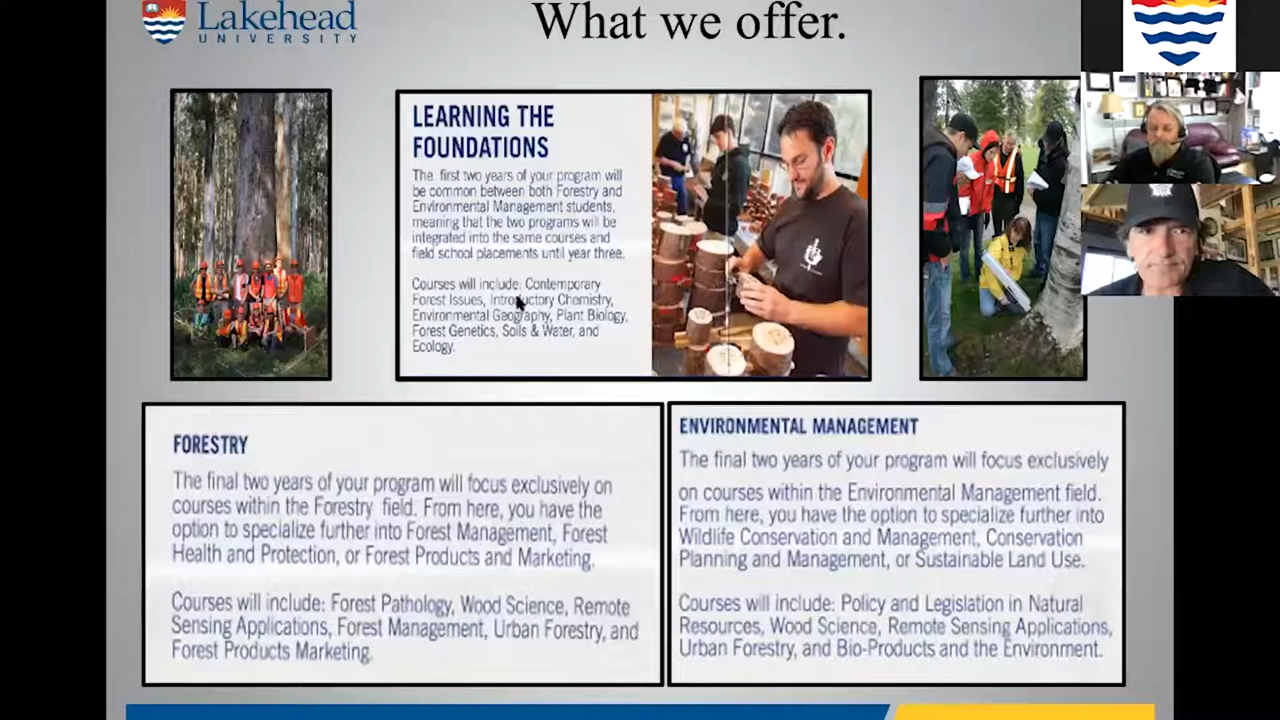 Lakehead
UNIVERSITY
What we offer.
LEARNING THE
FOUNDATIONS
The first two years of your program will
be common between both Forestry and
Environmental Management students,
meaning that the two programs will be
integrated into the same courses and
field school placements until year three.
Courses will include: Contemporary
Forest Issues, Introductory Chemistry,
Environmental Geography, Plant Biology,
Forest Genetics, Soils & Water, and
Ecology.
FORESTRY
The final two years of your program will focus exclusively on
courses within the Forestry field. From here, you have the
option to specialize further into Forest Management, Forest
Health and Protection, or Forest Products and Marketing.
Courses will include: Forest Pathology, Wood Science, Remote
Sensing Applications, Forest Management, Urban Forestry, and
Forest Products Marketing.
ENVIRONMENTAL MANAGEMENT
The final two years of your program will focus exclusively
on courses within the Environmental Management field.
From here, you have the option to specialize further into
Wildlife Conservation and Management, Conservation
Planning and Management, or Sustainable Land Use.
Courses will include: Policy and Legislation in Natural
Resources, Wood Science, Remote Sensing Applications,
Urban Forestry, and Bio-Products and the Environment.